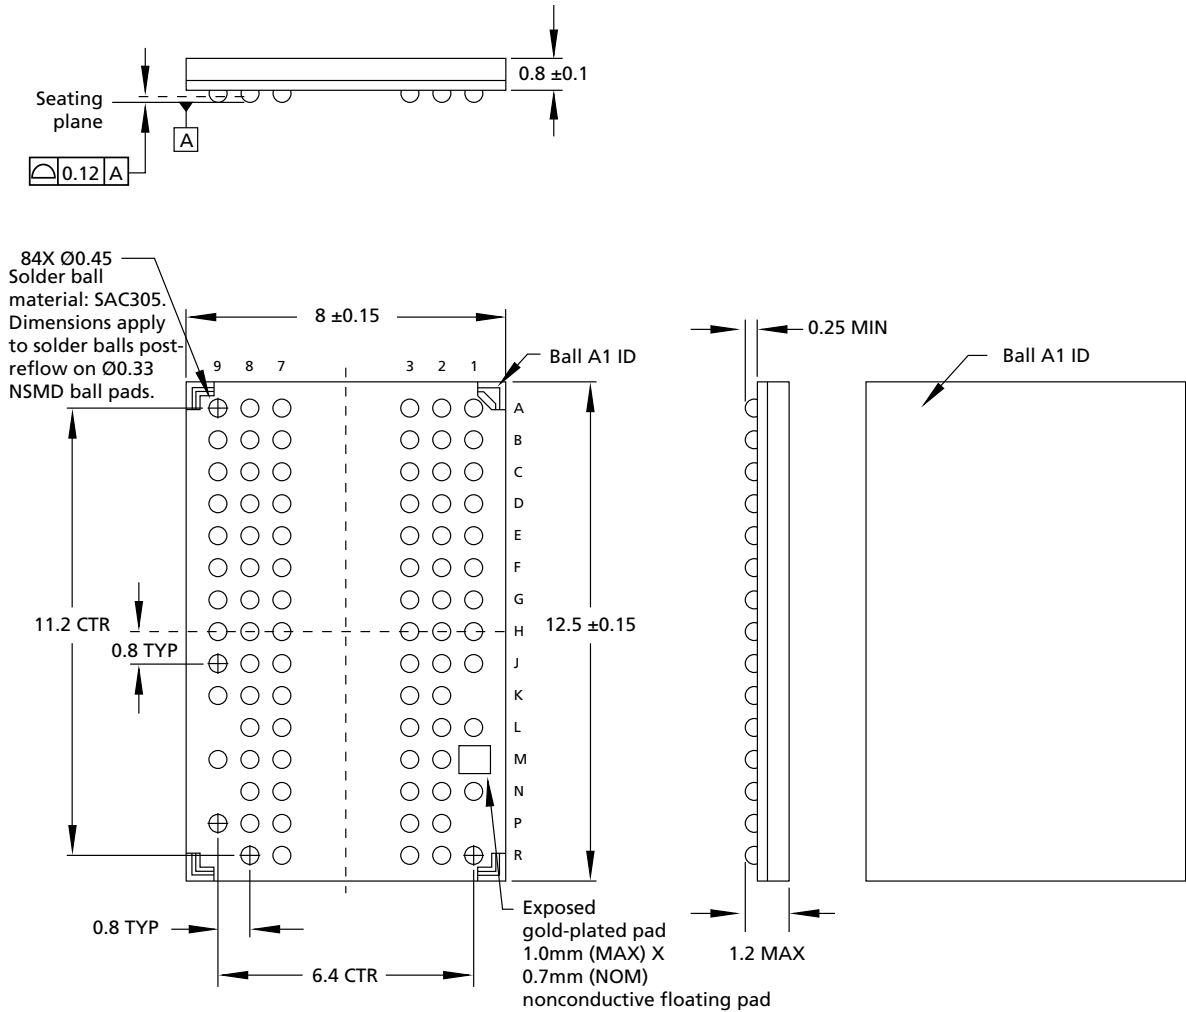 0.8 ±0.1
Seating
plane
A
0.12 A
84X Ø0.45
Solder ball
material: SAC305.
Dimensions apply
to solder balls post-
reflow on Ø0.33
NSMD ball pads.
8 ±0.15
0.25 MIN
Ball A1 ID
Ball A1 ID
9 8 7 3 2 1
A
B
C
D
E
F
G
H
J
K
L
M
N
P
R
11.2 CTR
0.8 TYP
12.5 ±0.15
0.8 TYP
6.4 CTR
Exposed
gold-plated pad
1.0mm (MAX) X
0.7mm (NOM)
nonconductive floating pad
1.2 MAX